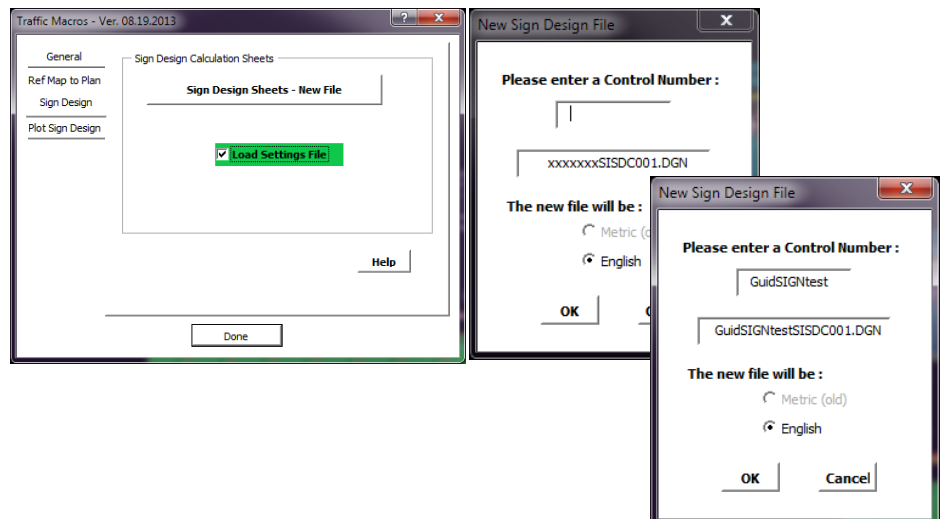 Traffic Macros - Ver. 08.19.2013
General
Ref Map to Plan
Sign Design
Plot Sign Design
Sign Design Calculation Sheets
Sign Design Sheets - New File
Load Settings File
Help
Done
New Sign Design File
Please enter a Control Number :
xxxxxxxSISDC001.DGN
The new file will be :
Metric (o
English
OK
New Sign Design File
Please enter a Control Number :
GuidSIGNtest
GuidSIGNtestSISDC001.DGN
The new file will be :
Metric (old)
English
OK Cancel